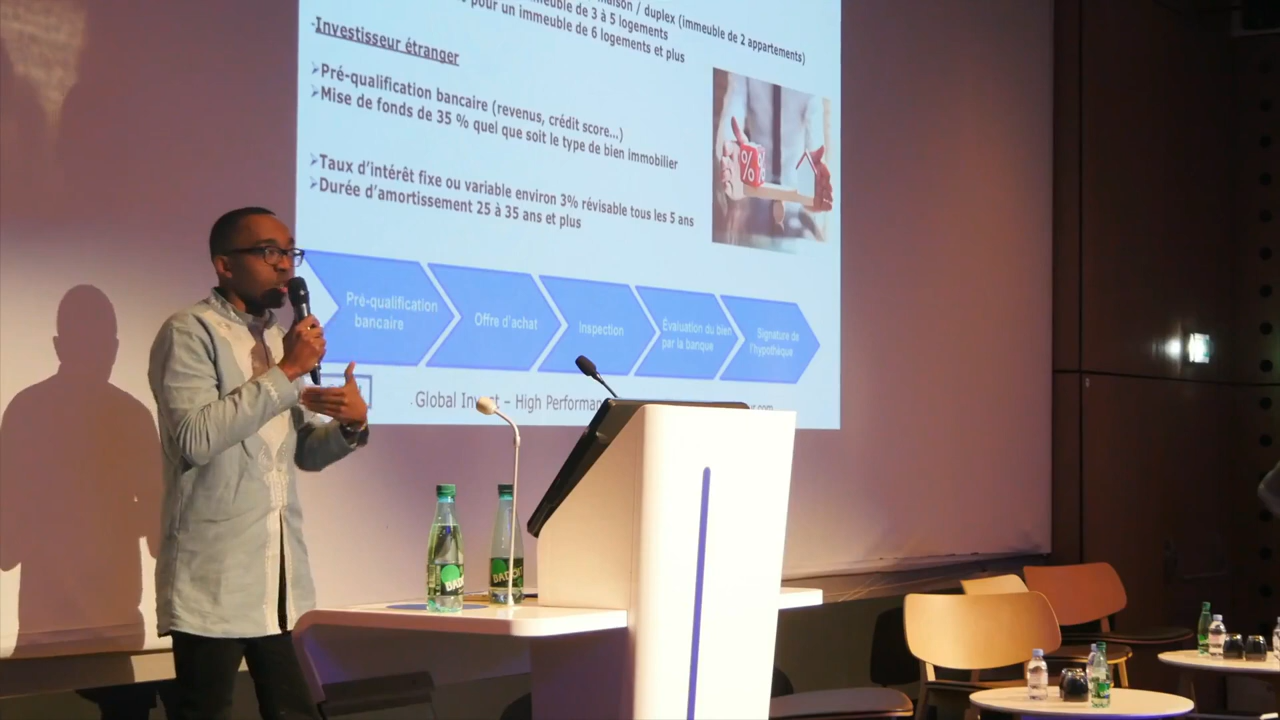 maison / duplex (immeuble de 2 appartements)
immeuble de 3 à 5 logements
pour un immeuble de 6 logements et plus
Investisseur étranger
➢Pré-qualification bancaire (revenus, crédit score...)
➢Mise de fonds de 35 % quel que soit le type de bien immobilier
➢Taux d'intérêt fixe ou variable environ 3% révisable tous les 5 ans
➢Durée d'amortissement 25 à 35 ans et plus
% %
Pré-qualification
bancaire
Offre d'achat
Inspection
Évaluation du bien
par la banque
Signature de
l'hypothèque
Global Invest – High Performan
.com
BADOIT